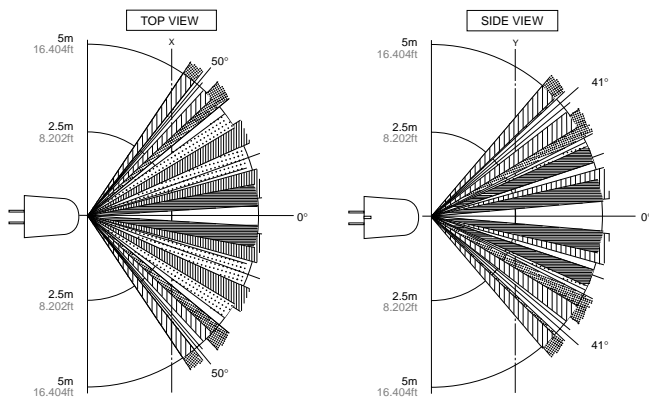 TOP VIEW
X
5m
16.404ft
50°
2.5m
8.202ft
0°
2.5m
8.202ft
50°
5m
16.404ft
SIDE VIEW
Y
5m
16.404ft
41°
2.5m
8.202ft
0°
2.5m
8.202ft
41°
5m
16.404ft